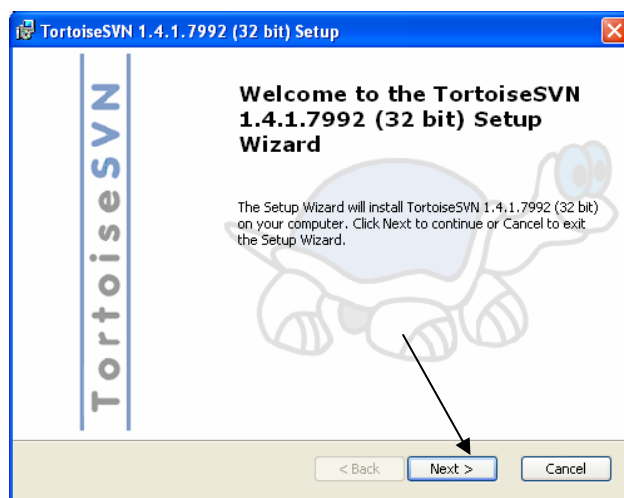 TortoiseSVN 1.4.1.7992 (32 bit) Setup
TortoiseSVN
Welcome to the TortoiseSVN
1.4.1.7992 (32 bit) Setup
Wizard
The Setup Wizard will install TortoiseSVN 1.4.1.7992 (32 bit)
on your computer. Click Next to continue or Cancel to exit
the Setup Wizard.
< Back
Next >
Cancel